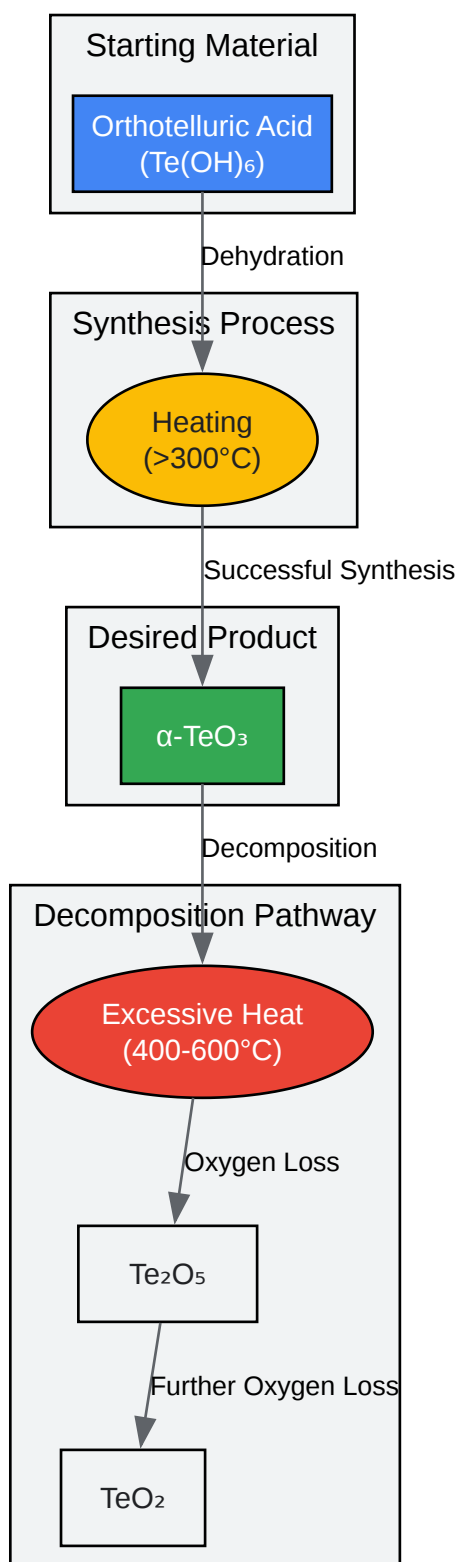 Starting Material
Orthotelluric Acid
(Te(OH)₆)
Dehydration
Synthesis Process
Heating
(>300°C)
Successful Synthesis
Desired Product
α-TeO₃
Decomposition
Decomposition Pathway
Excessive Heat
(400-600°C)
Oxygen Loss
Te₂O₅
Further Oxygen Loss
TeO₂